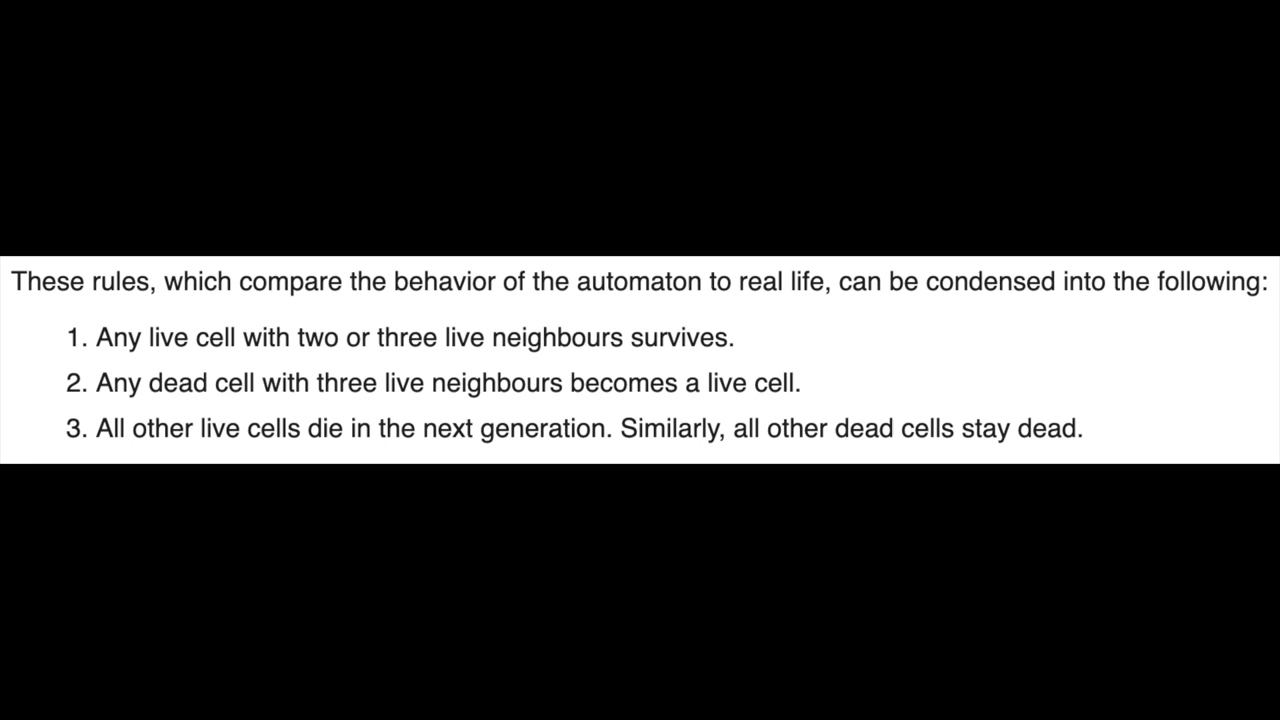 These rules, which compare the behavior of the automaton to real life, can be condensed into the following:
1. Any live cell with two or three live neighbours survives.
2. Any dead cell with three live neighbours becomes a live cell.
3. All other live cells die in the next generation. Similarly, all other dead cells stay dead.